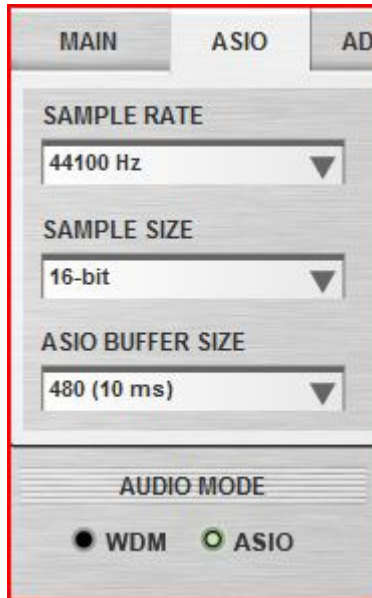 MAIN ASIO AD
SAMPLE RATE
44100 Hz
SAMPLE SIZE
16-bit
ASIO BUFFER SIZE
480 (10 ms)
AUDIO MODE
WDM ASIO